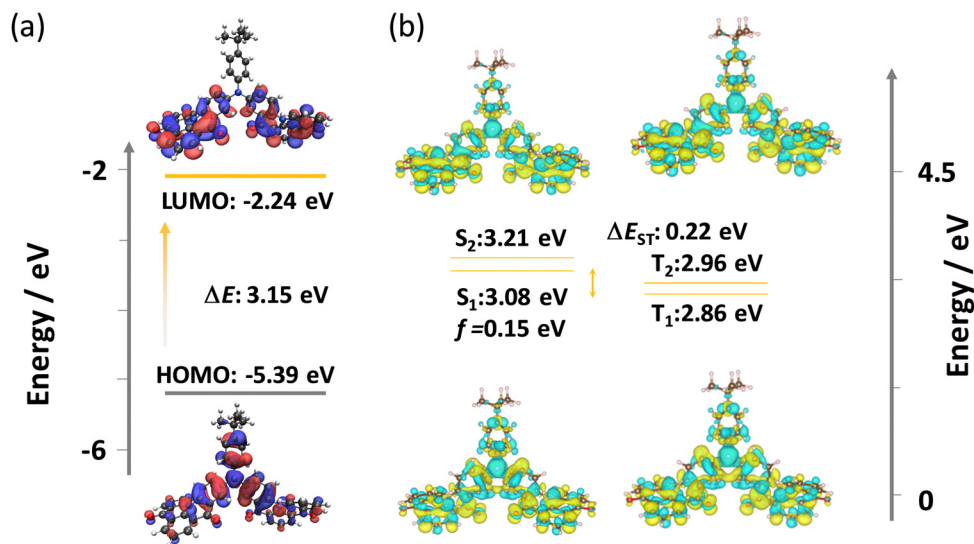 (a)
(b)
Energy / eV
-2
-6
LUMO: -2.24 eV
ΔE: 3.15 eV
HOMO: -5.39 eV
S2:3.21 eV
S1:3.08 eV
f =0.15 eV
ΔEST: 0.22 eV
T2:2.96 eV
T1:2.86 eV
4.5
0
Energy / eV